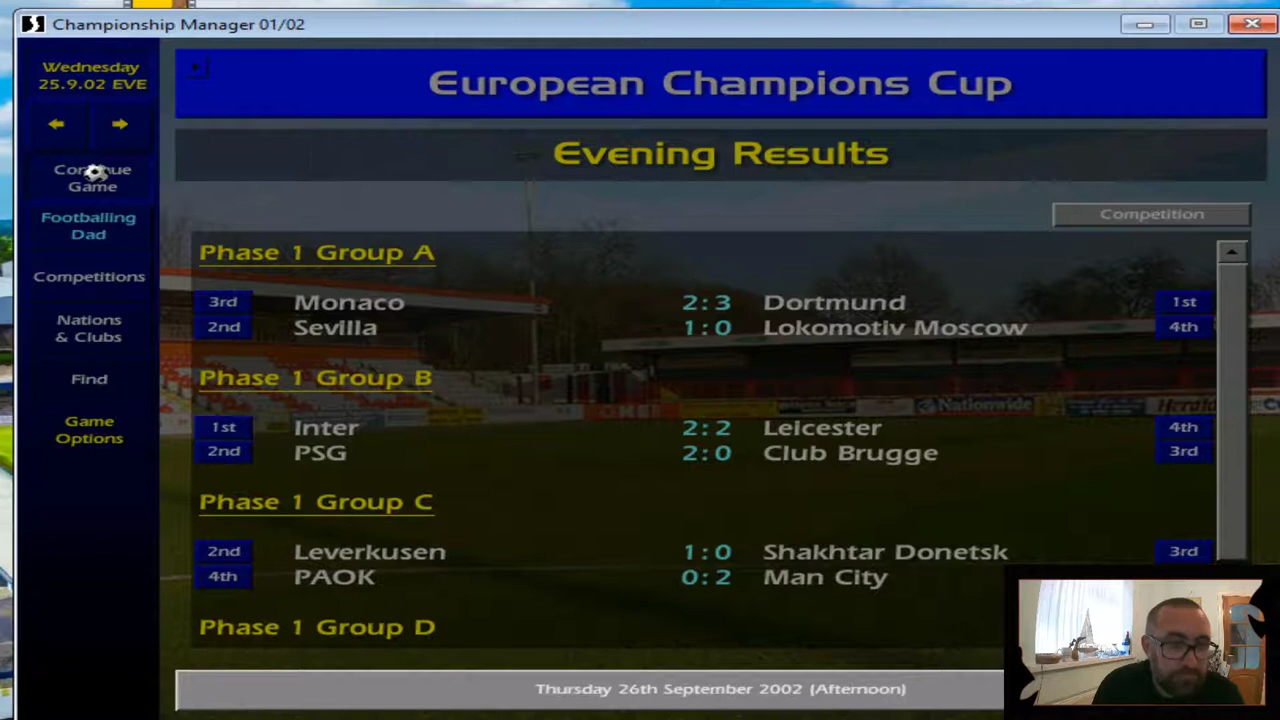 Championship Manager 01/02
Wednesday
25.9.02 EVE
Continue
Game
Footballing
Dad
Competitions
Nations
& Clubs
Find
Game
Options
European Champions Cup
Evening Results
Competition
Phase 1 Group A
3rd Monaco 2:3 Dortmund 1st
2nd Sevilla 1:0 Lokomotiv Moscow 4th
Phase 1 Group B
1st Inter 2:2 Leicester 4th
2nd PSG 2:0 Club Brugge 3rd
Phase 1 Group C
2nd Leverkusen 1:0 Shakhtar Donetsk 3rd
4th PAOK 0:2 Man City
Phase 1 Group D
Thursday 26th September 2002 (Afternoon)
Nationwide
Herald